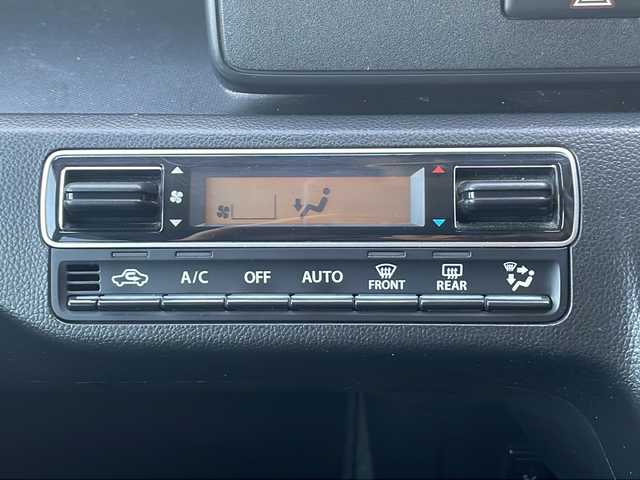 A/C OFF AUTO FRONT REAR